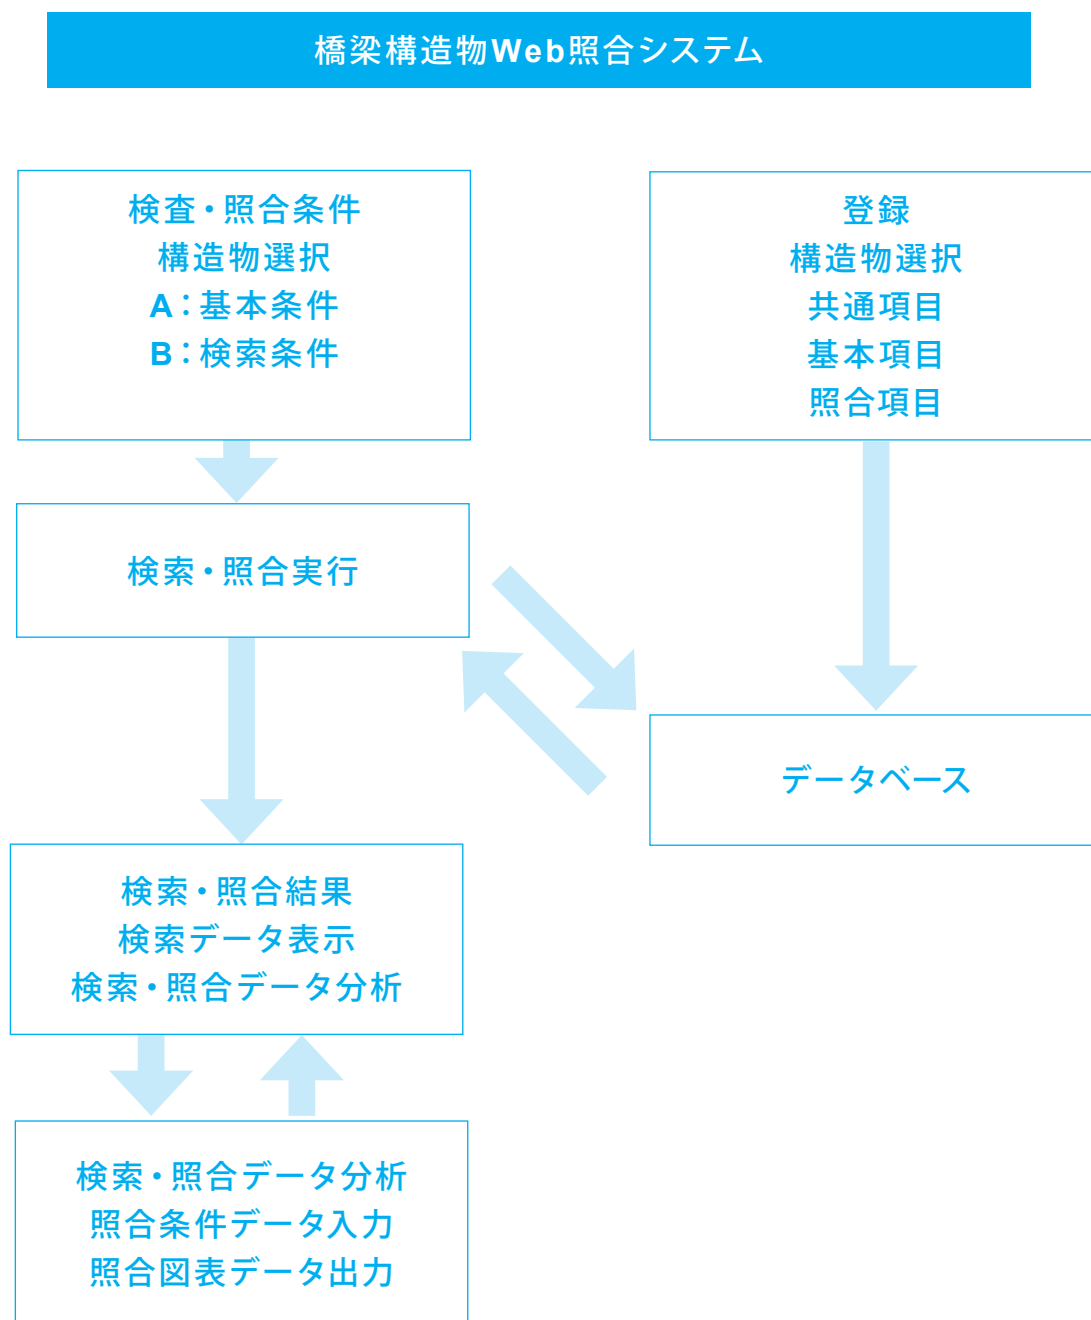 橋梁構造物Web照合システム
検査・照合条件
構造物選択
A：基本条件
B：検索条件
登録
構造物選択
共通項目
基本項目
照合項目
検索・照合実行
データベース
検索・照合結果
検索データ表示
検索・照合データ分析
検索・照合データ分析
照合条件データ入力
照合図表データ出力